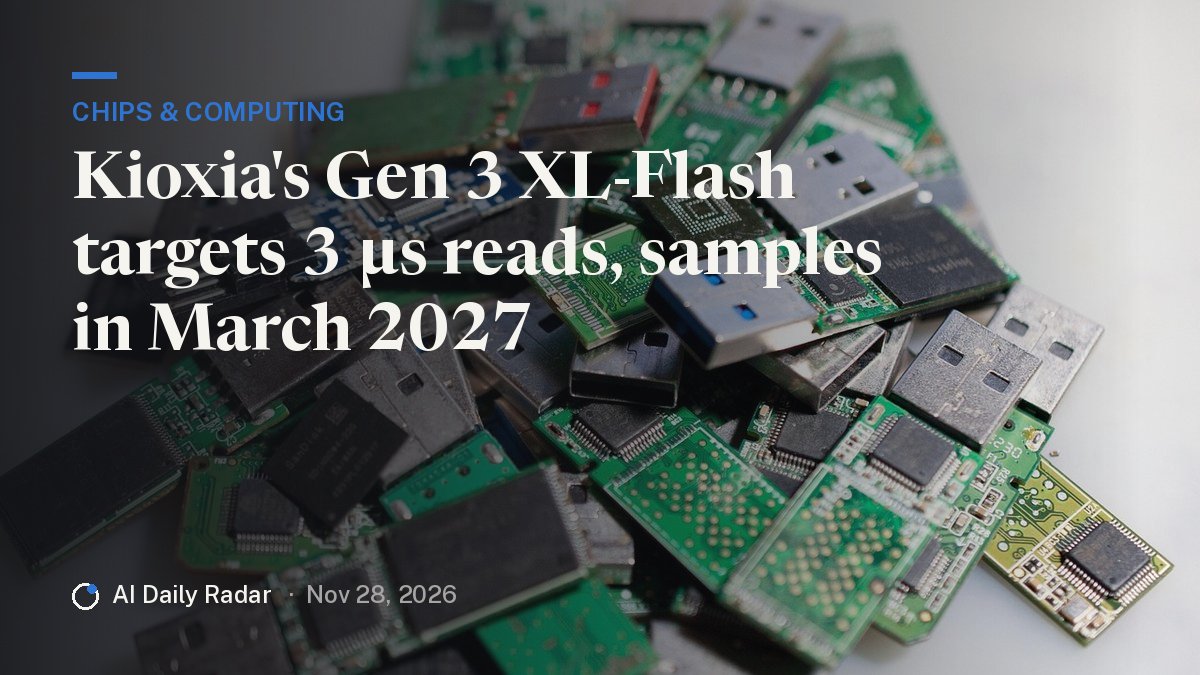 CHIPS & COMPUTING
Kioxia's Gen 3 XL-Flash
targets 3 µs reads, samples
in March 2027
AI Daily Radar · Nov 28, 2026